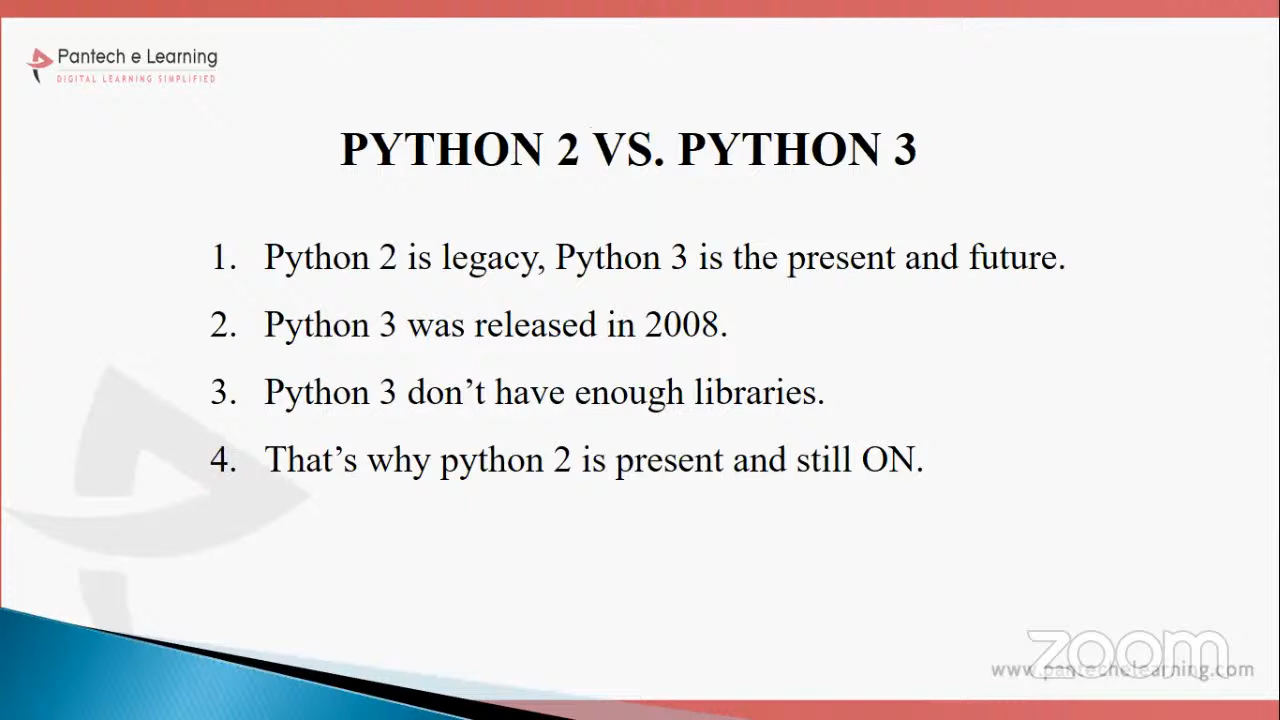 Pantech e Learning
DIGITAL LEARNING SIMPLIFIED
PYTHON 2 VS. PYTHON 3
1. Python 2 is legacy, Python 3 is the present and future.
2. Python 3 was released in 2008.
3. Python 3 don’t have enough libraries.
4. That’s why python 2 is present and still ON.
zoom
www.pantechelearning.com